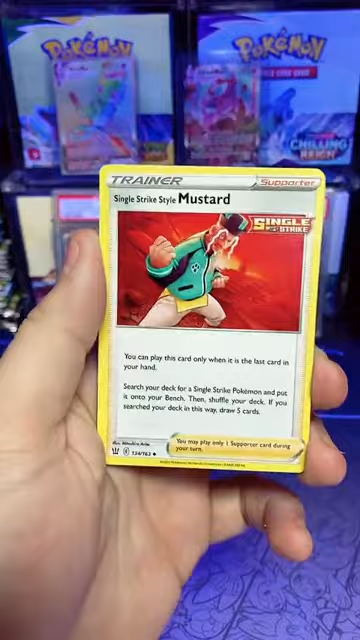 POKÉMON
POKÉMON
CHILLING
REIGN
TRAINER
Supporter
Single Strike Style Mustard
SINGLE
STRIKE
You can play this card only when it is the last card in
your hand.
Search your deck for a Single Strike Pokémon and put
it onto your Bench. Then, shuffle your deck. If you
searched your deck in this way, draw 5 cards.
You may play only 1 Supporter card during
your turn.
134/163